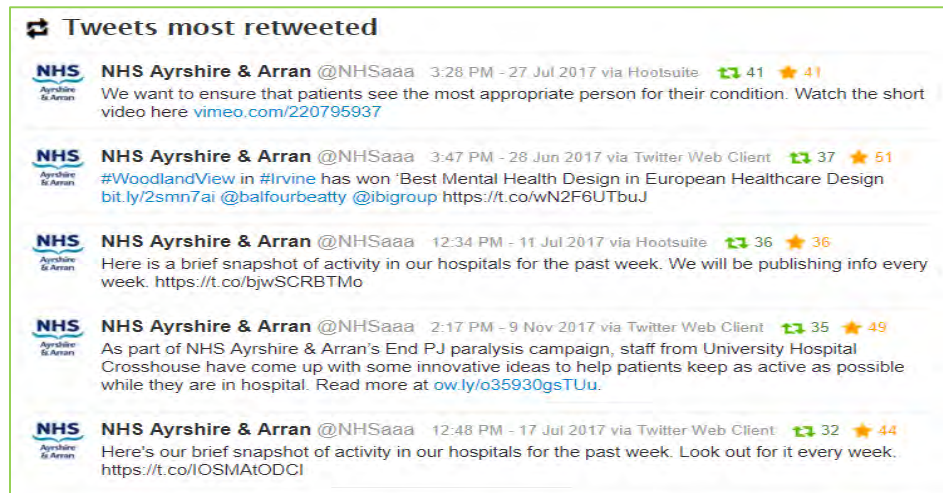 Tweets most retweeted
NHS Ayrshire & Arran @NHSaaa 3:28 PM - 27 Jul 2017 via Hootsuite 41 41
We want to ensure that patients see the most appropriate person for their condition. Watch the short
video here vimeo.com/220795937
NHS Ayrshire & Arran
NHS Ayrshire & Arran @NHSaaa 3:47 PM - 28 Jun 2017 via Twitter Web Client 37 51
#WoodlandView in #Irvine has won ‘Best Mental Health Design in European Healthcare Design
bit.ly/2smn7ai @balfourbeatty @ibigroup https://t.co/wN2F6UTbuJ
NHS Ayrshire & Arran
NHS Ayrshire & Arran @NHSaaa 12:34 PM - 11 Jul 2017 via Hootsuite 36 36
Here is a brief snapshot of activity in our hospitals for the past week. We will be publishing info every
week. https://t.co/bjwSCRBTMo
NHS Ayrshire & Arran
NHS Ayrshire & Arran @NHSaaa 2:17 PM - 9 Nov 2017 via Twitter Web Client 35 49
As part of NHS Ayrshire & Arran's End PJ paralysis campaign, staff from University Hospital
Crosshouse have come up with some innovative ideas to help patients keep as active as possible
while they are in hospital. Read more at ow.ly/o35930gsTUu.
NHS Ayrshire & Arran
NHS Ayrshire & Arran @NHSaaa 12:48 PM - 17 Jul 2017 via Twitter Web Client 32 44
Here's our brief snapshot of activity in our hospitals for the past week. Look out for it every week.
https://t.co/IOSMAtODCI
NHS Ayrshire & Arran